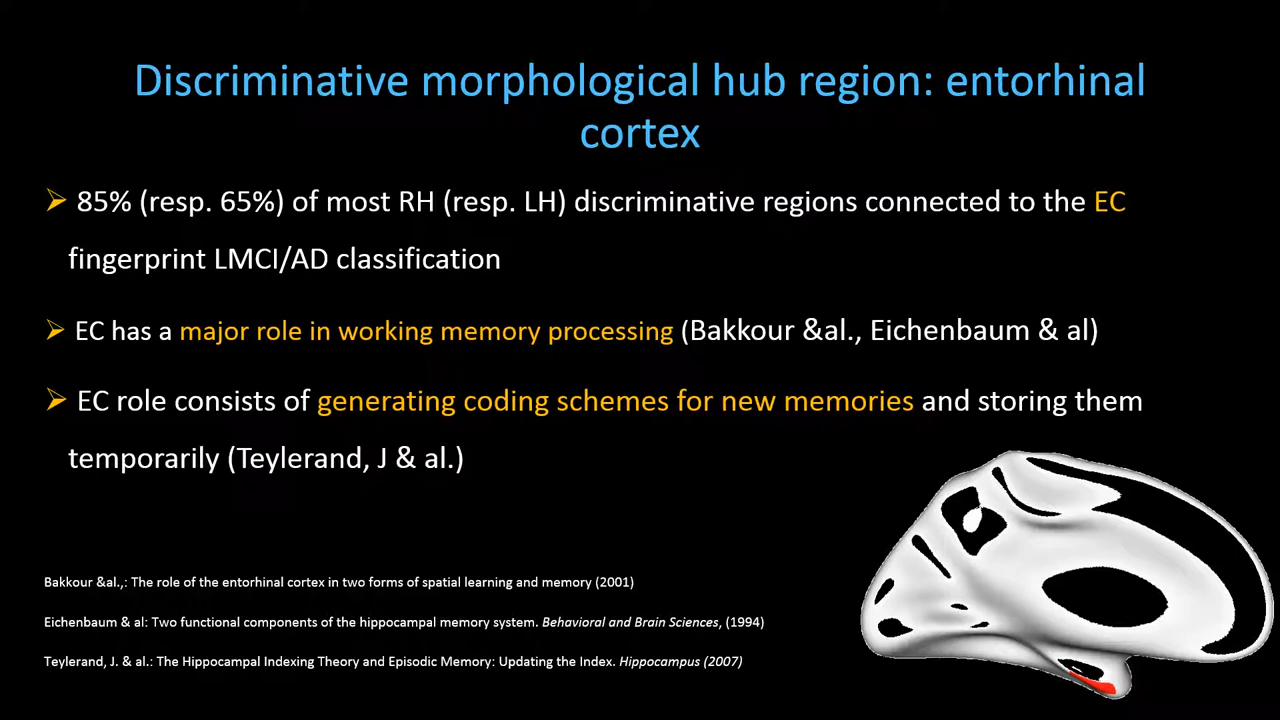 Discriminative morphological hub region: entorhinal
cortex
➢ 85% (resp. 65%) of most RH (resp. LH) discriminative regions connected to the EC
fingerprint LMCI/AD classification
➢ EC has a major role in working memory processing (Bakkour &al., Eichenbaum & al)
➢ EC role consists of generating coding schemes for new memories and storing them
temporarily (Teylerand, J & al.)
Bakkour &al.,: The role of the entorhinal cortex in two forms of spatial learning and memory (2001)
Eichenbaum & al: Two functional components of the hippocampal memory system. Behavioral and Brain Sciences, (1994)
Teylerand, J. & al.: The Hippocampal Indexing Theory and Episodic Memory: Updating the Index. Hippocampus (2007)